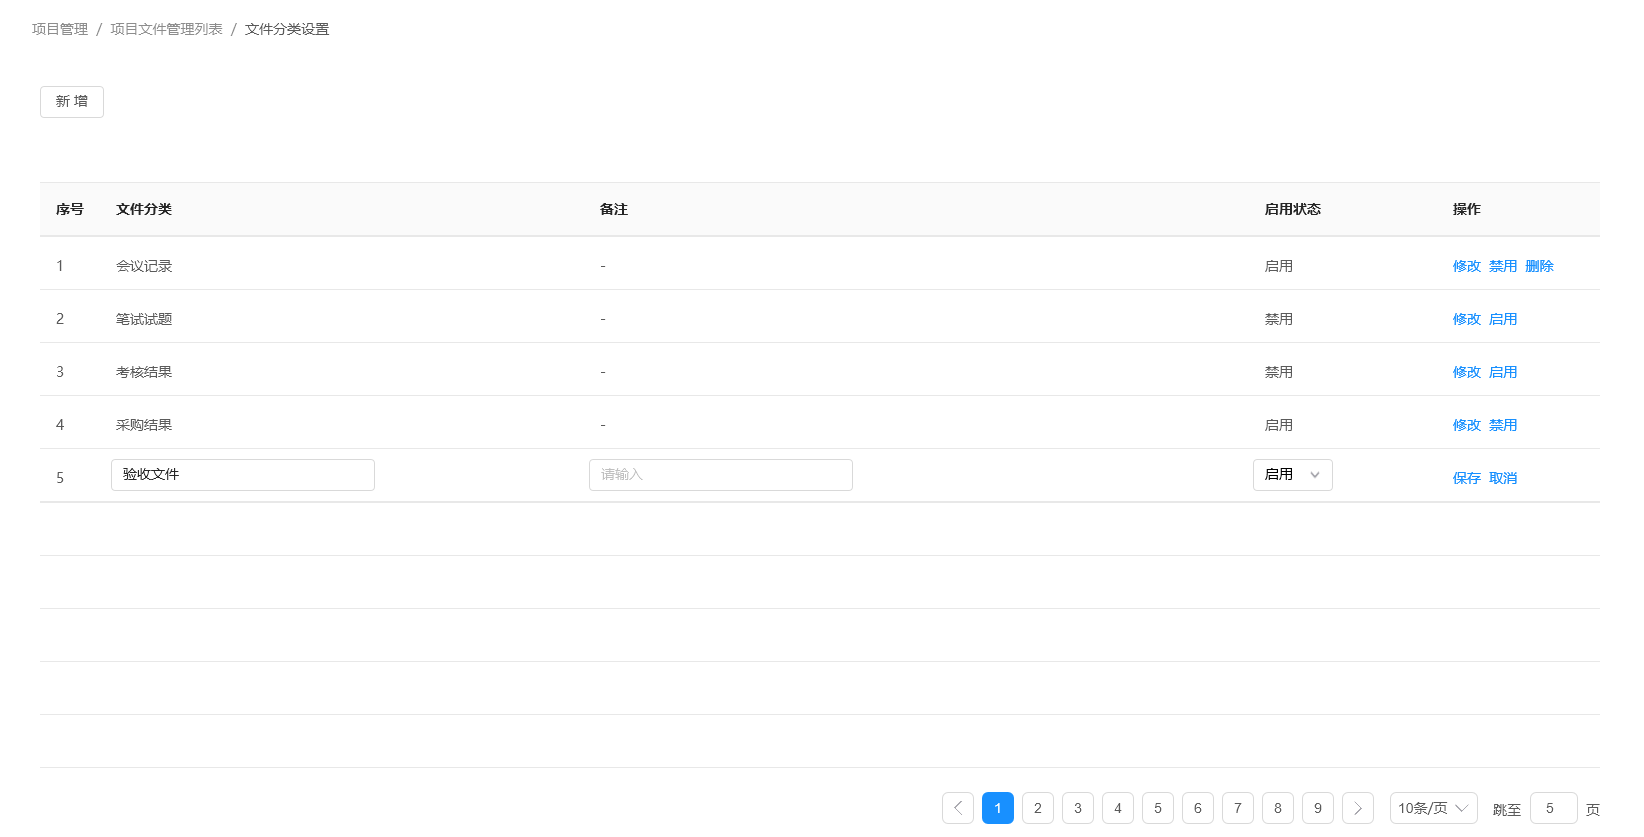 项目管理 / 项目文件管理列表 / 文件分类设置
新 增
序号 文件分类 备注 启用状态 操作
1 会议记录 - 启用 修改 禁用 删除
2 笔试试题 - 禁用 修改 启用
3 考核结果 - 禁用 修改 启用
4 采购结果 - 启用 修改 禁用
5 验收文件 请输入 启用 保存 取消
1 2 3 4 5 6 7 8 9 10条/页 跳至 5 页